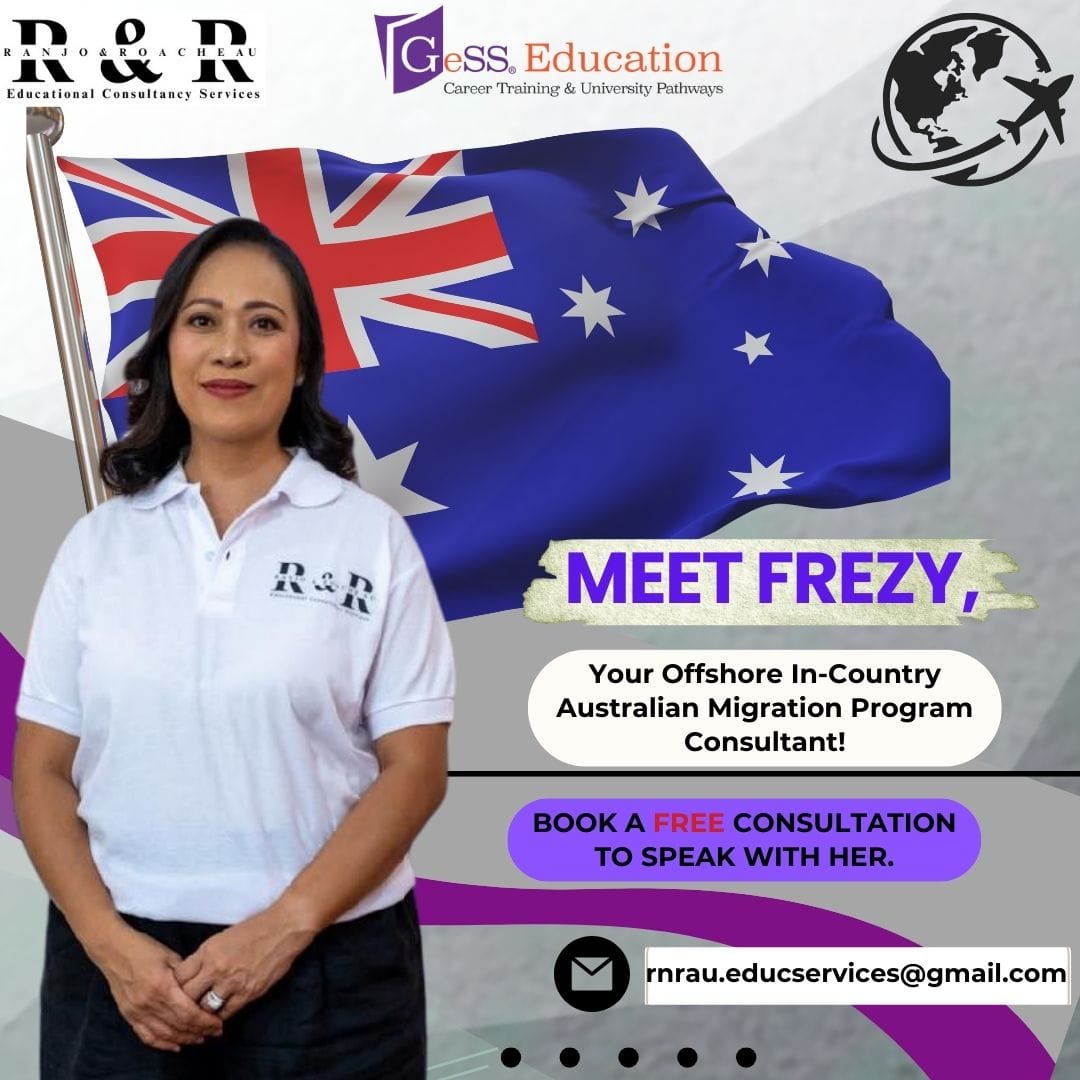 R & R
RANJO & ROACHEAU
Educational Consultancy Services
GeSS® Education
Career Training & University Pathways
R & R
MEET FREZY,
Your Offshore In-Country
Australian Migration Program
Consultant!
BOOK A FREE CONSULTATION
TO SPEAK WITH HER.
rnrau.educservices@gmail.com